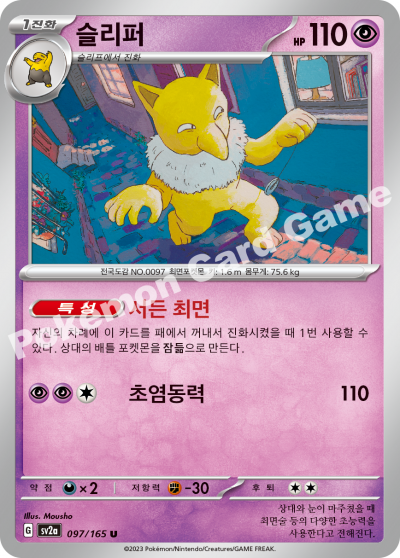 1진화
슬리퍼
HP 110
슬리프에서 진화
전국도감 NO.0097 최면포켓몬 키: 1.6 m 몸무게: 75.6 kg
특성 서든 최면
자신의 차례에 이 카드를 패에서 꺼내서 진화시켰을 때 1번 사용할 수
있다. 상대의 배틀 포켓몬을 잠듦으로 만든다.
초염동력 110
약점 ×2 저항력 -30 후퇴
Illus. Mousho
G sv2a 097/165 U
상대와 눈이 마주쳤을 때
최면술 등의 다양한 초능력을
사용한다고 전해진다.
©2023 Pokémon/Nintendo/Creatures/GAME FREAK.
Pokémon Card Game